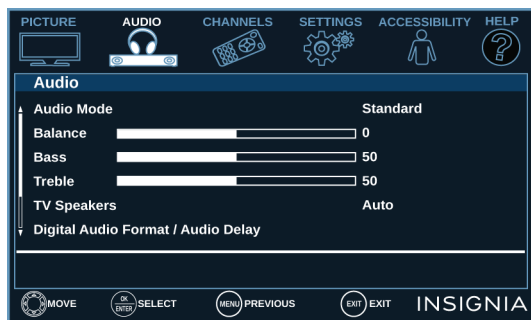 PICTURE AUDIO CHANNELS SETTINGS ACCESSIBILITY HELP
?
Audio
Audio Mode Standard
Balance 0
Bass 50
Treble 50
TV Speakers Auto
Digital Audio Format / Audio Delay
MOVE OK ENTER SELECT MENU PREVIOUS EXIT EXIT INSIGNIA